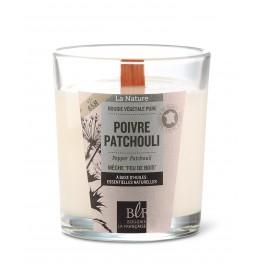 La Nature
BOUGIE VÉGÉTALE PURE
POIVRE
PATCHOULI
Pepper Patchouli
MÈCHE "FEU DE BOIS"
À BASE D'HUILES
ESSENTIELLES NATURELLES
BLF
BOUGIES
LA FRANÇAISE